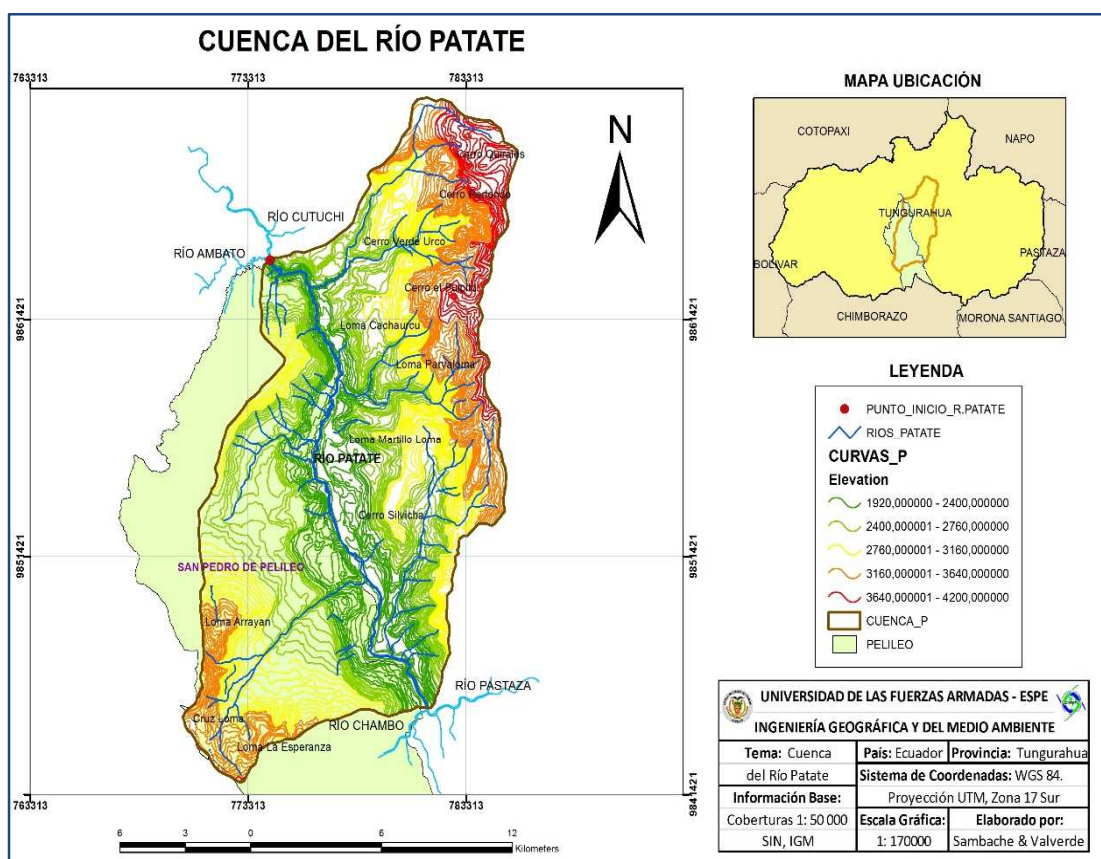 CUENCA DEL RÍO PATATE
763313
773313
783313
N
RÍO CUTUCHI
RÍO AMBATO
Cerro Quirales
Cerro Redondo
Cerro Verde Urco
Loma Cachaurcu
Loma Parvaloma
Loma Martillo Loma
RÍO PATATE
Cerro Silvicha
SAN PEDRO DE PELILEO
Loma Arrayan
Cruz Loma
Loma La Esperanza
RÍO CHAMBO
RÍO PASTAZA
9861421
9861421
9851421
9851421
9841421
9841421
763313
773313
783313
6 3 0 6 12
Kilometers
MAPA UBICACIÓN
COTOPAXI
NAPO
TUNGURAHUA
BOLIVAR
PASTAZA
CHIMBORAZO
MORONA SANTIAGO
LEYENDA
PUNTO_INICIO_R.PATATE
RIOS_PATATE
CURVAS_P
Elevation
1920,000000 - 2400,000000
2400,000001 - 2760,000000
2760,000001 - 3160,000000
3160,000001 - 3640,000000
3640,000001 - 4200,000000
CUENCA_P
PELILEO
UNIVERSIDAD DE LAS FUERZAS ARMADAS - ESPE
INGENIERÍA GEOGRÁFICA Y DEL MEDIO AMBIENTE
Tema: Cuenca
del Río Patate
País: Ecuador
Provincia: Tungurahua
Sistema de Coordenadas: WGS 84.
Proyección UTM, Zona 17 Sur
Información Base:
Coberturas 1: 50 000
SIN, IGM
Escala Gráfica:
1: 170000
Elaborado por:
Sambache & Valverde